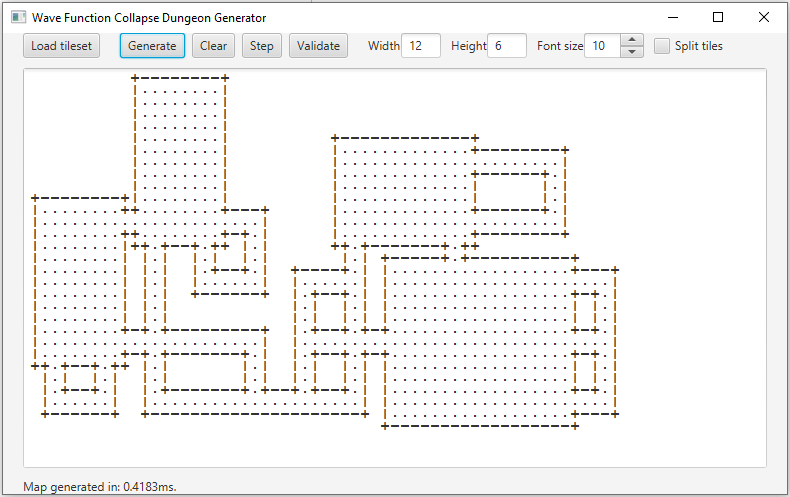 Wave Function Collapse Dungeon Generator
Load tileset Generate Clear Step Validate Width 12 Height 6 Font size 10 Split tiles
Map generated in: 0.4183ms.